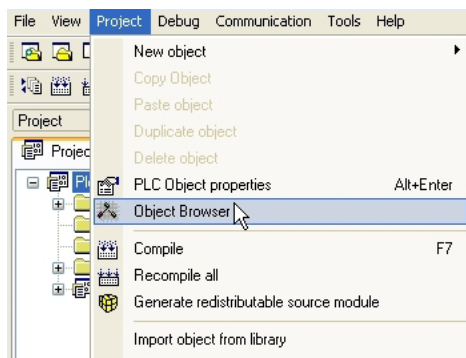 File View Project Debug Communication Tools Help
New object
Copy Object
Paste object
Duplicate object
Delete object
Project
Projec
PLC Object properties Alt+Enter
Object Browser
Compile F7
Recompile all
Generate redistributable source module
Import object from library